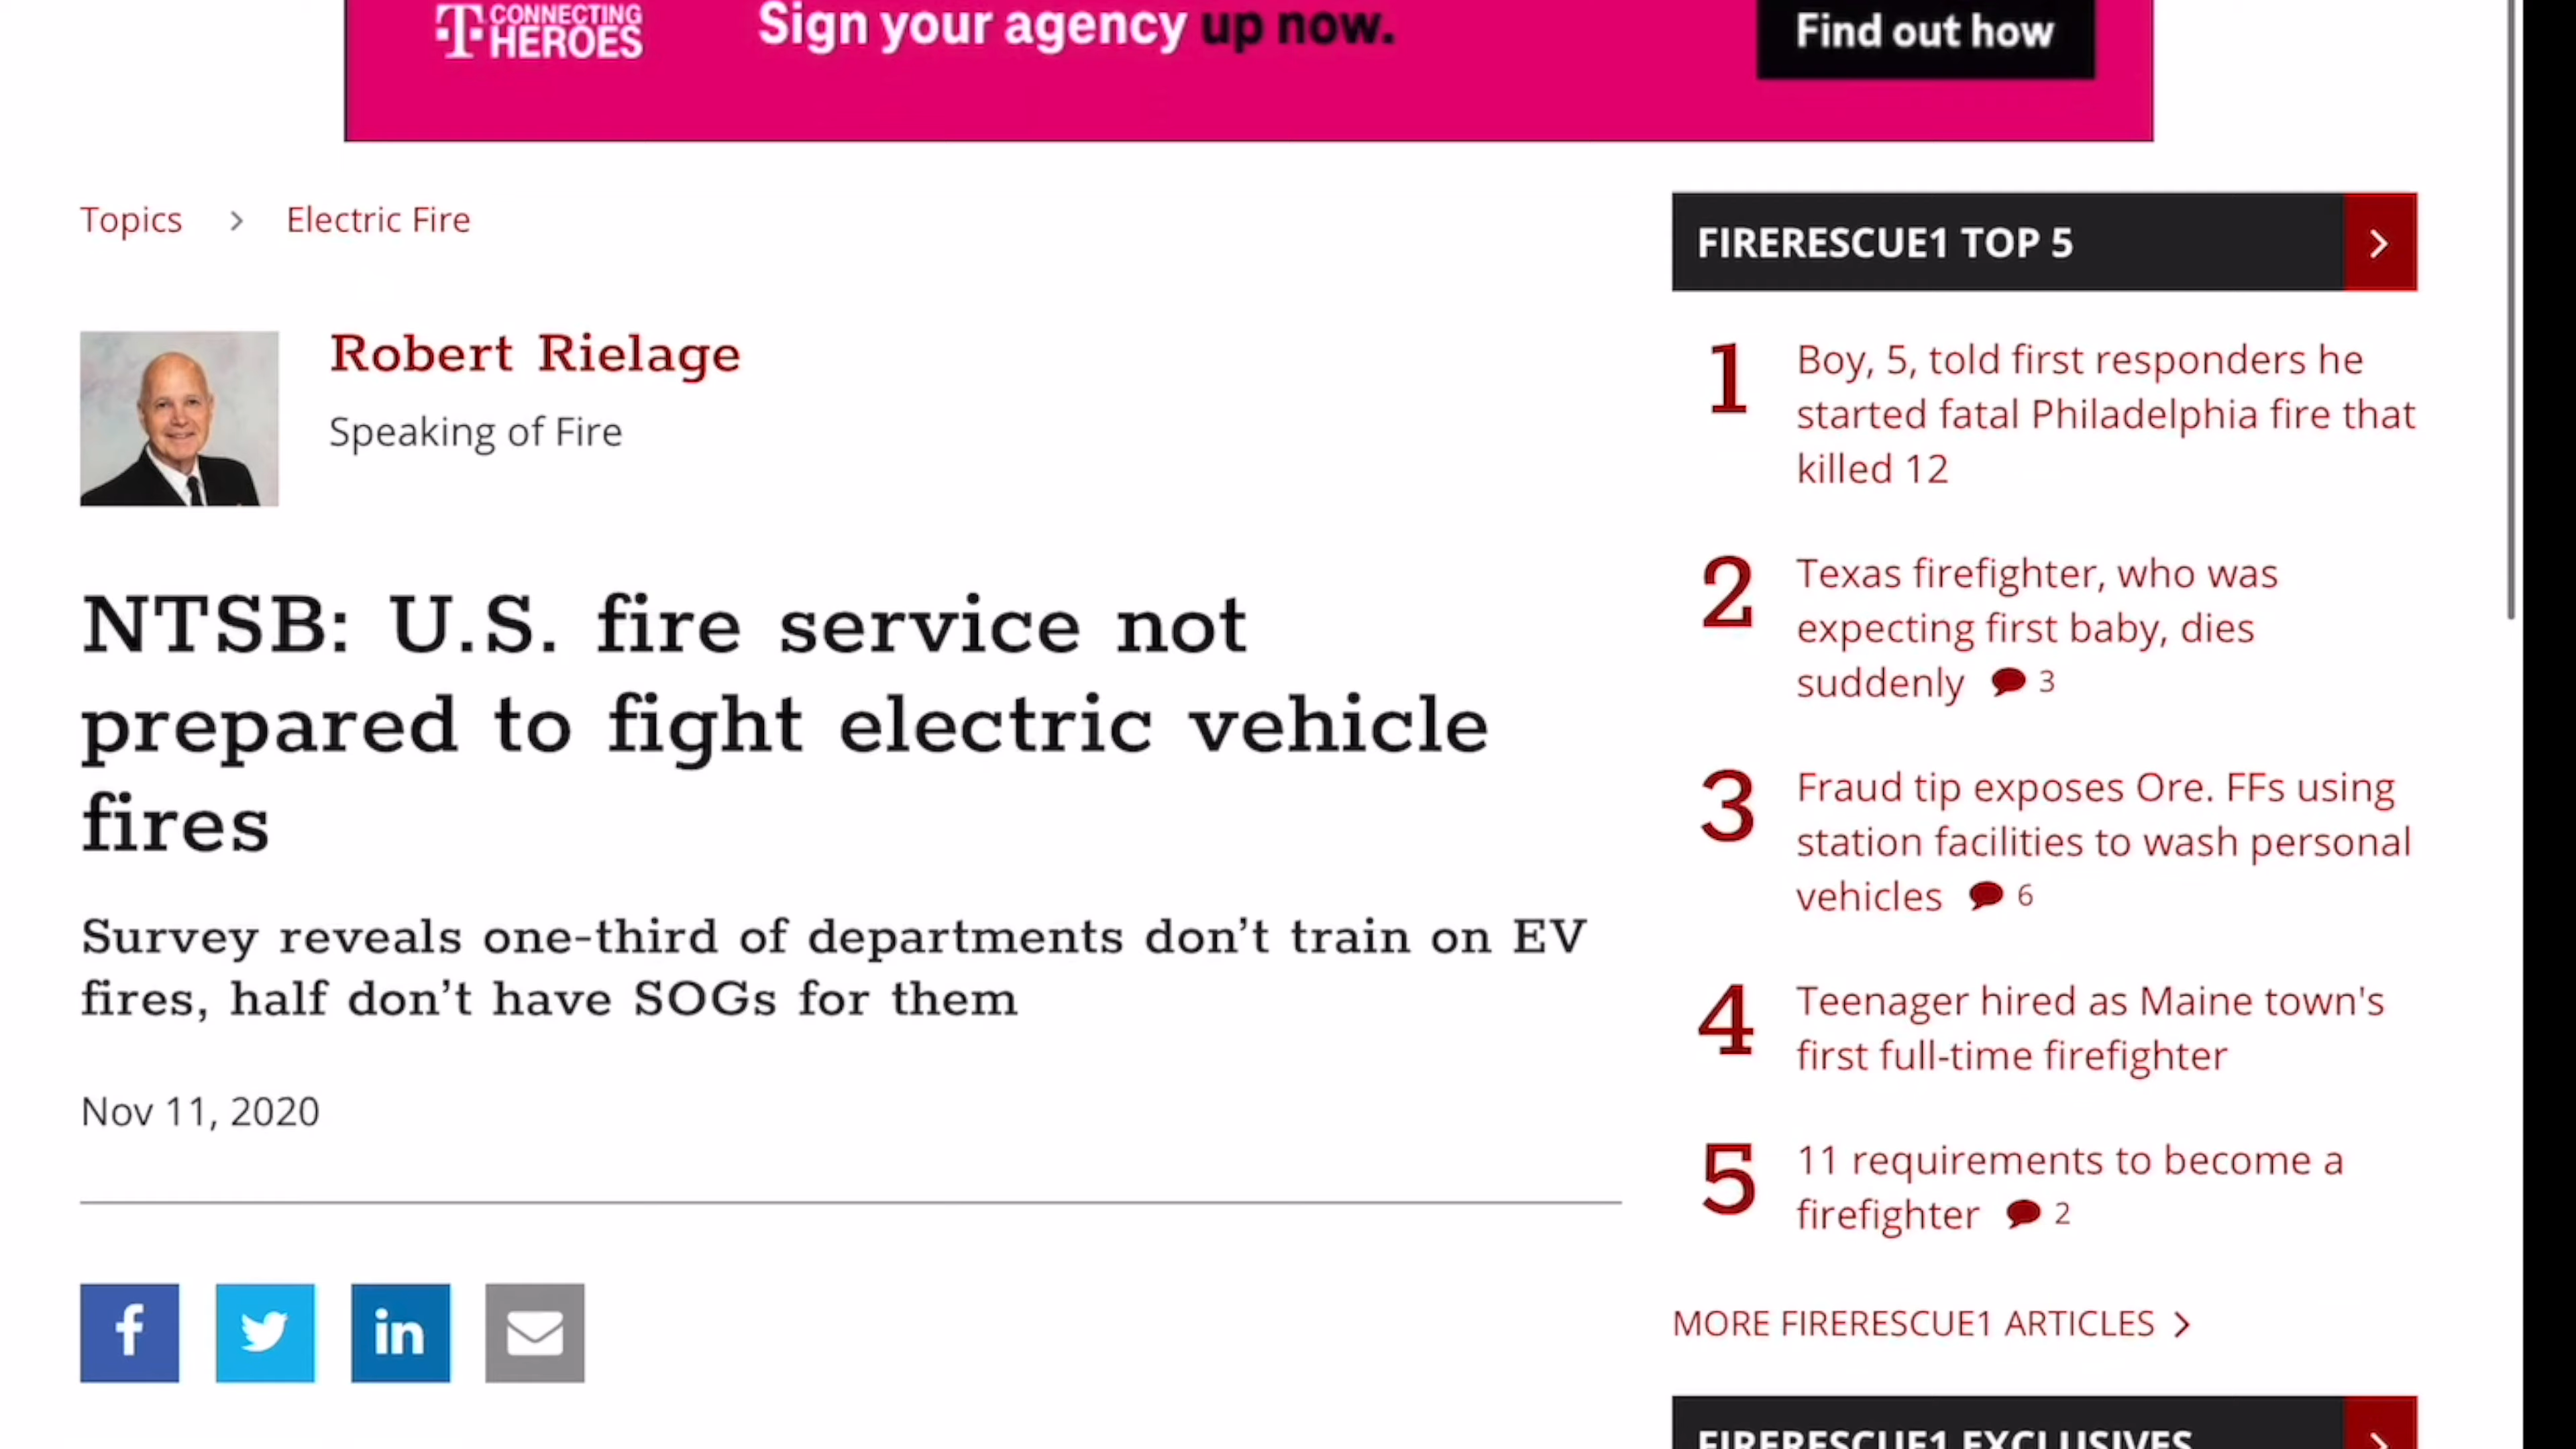 CONNECTING
HEROES
Sign your agency up now.
Find out how
Topics > Electric Fire
Robert Rielage
Speaking of Fire
NTSB: U.S. fire service not
prepared to fight electric vehicle
fires
Survey reveals one-third of departments don’t train on EV
fires, half don’t have SOGs for them
Nov 11, 2020
FIRERESCUE1 TOP 5
1
Boy, 5, told first responders he
started fatal Philadelphia fire that
killed 12
2
Texas firefighter, who was
expecting first baby, dies
suddenly 3
3
Fraud tip exposes Ore. FFs using
station facilities to wash personal
vehicles 6
4
Teenager hired as Maine town's
first full-time firefighter
5
11 requirements to become a
firefighter 2
MORE FIRERESCUE1 ARTICLES >
FIRERESCUE1 EXCLUSIVES